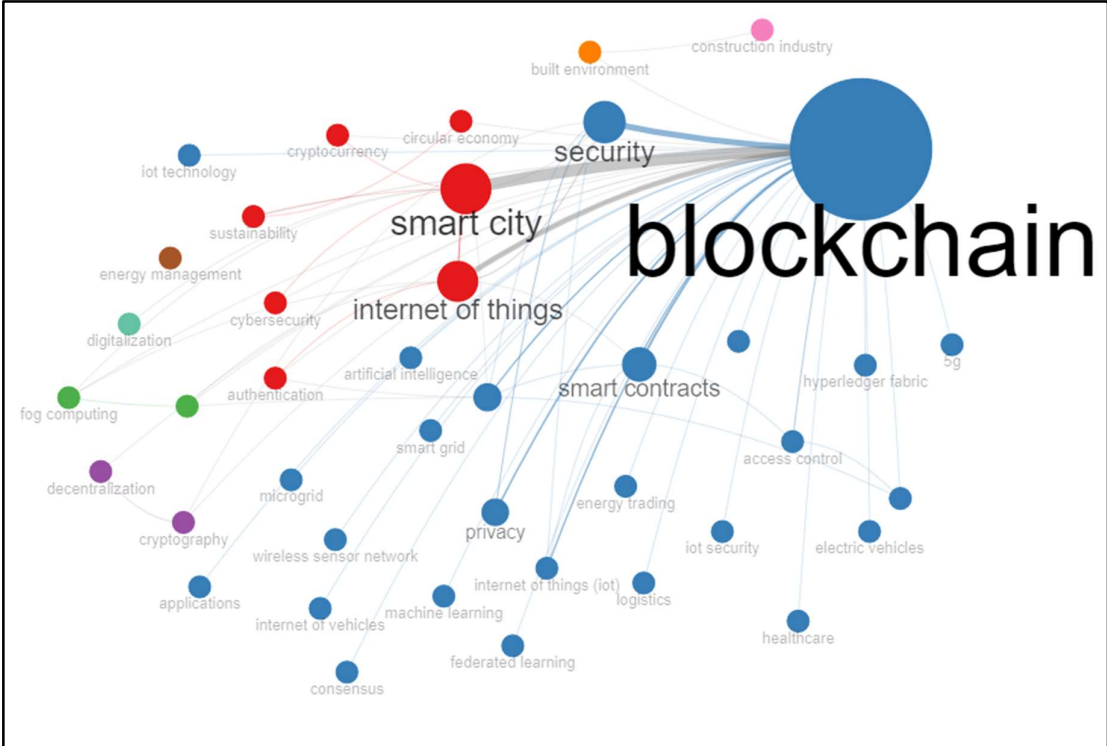 construction industry
built environment
circular economy
cryptocurrency
security
iot technology
smart city
sustainability
blockchain
energy management
internet of things
cybersecurity
digitalization
artificial intelligence
5g
hyperledger fabric
smart contracts
authentication
fog computing
smart grid
access control
decentralization
microgrid
energy trading
privacy
cryptography
iot security
electric vehicles
wireless sensor network
internet of things (iot)
logistics
applications
machine learning
internet of vehicles
healthcare
federated learning
consensus